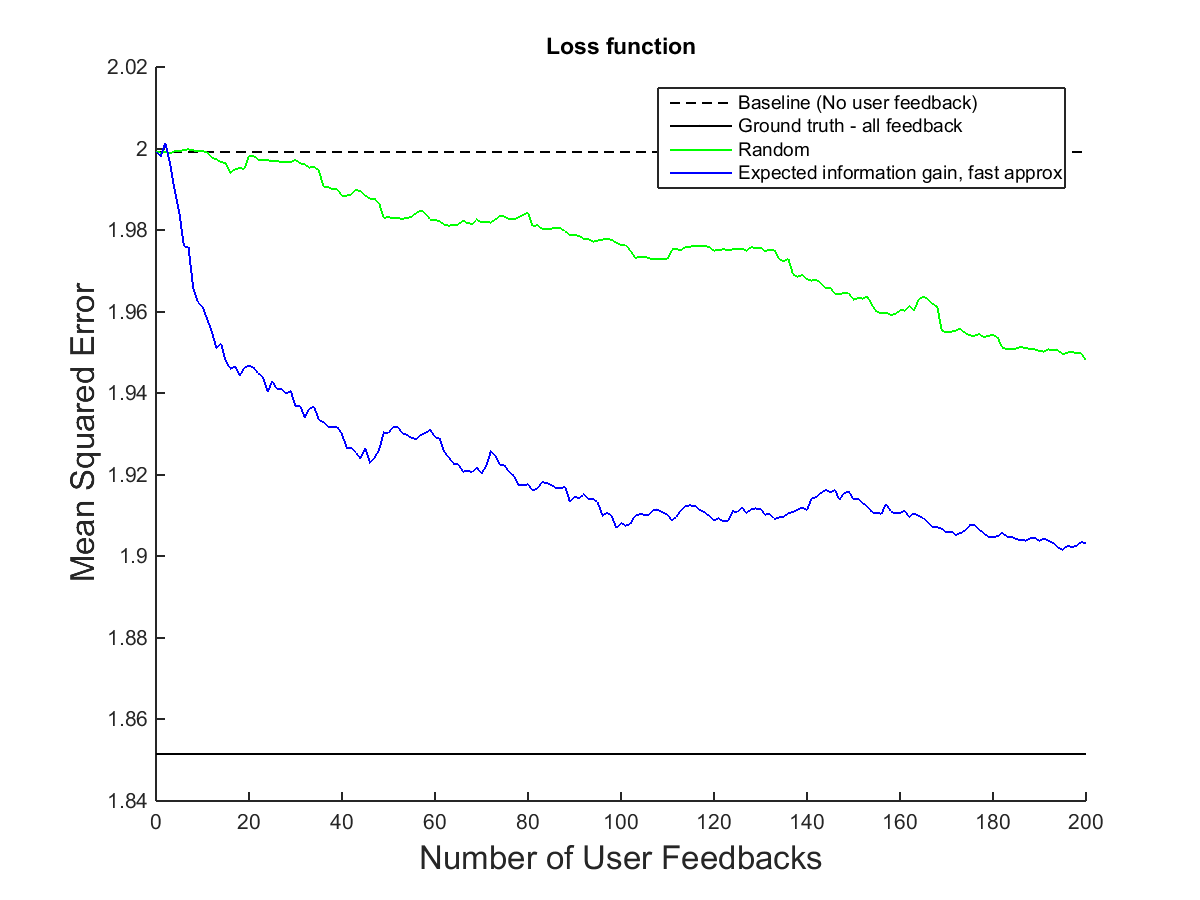 Loss function
2.02
2
1.98
1.96
1.94
1.92
1.9
1.88
1.86
1.84
Mean Squared Error
Baseline (No user feedback)
Ground truth - all feedback
Random
Expected information gain, fast approx
0 20 40 60 80 100 120 140 160 180 200
Number of User Feedbacks